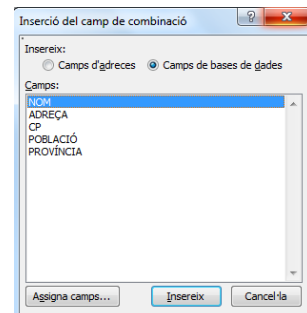 Inserció del camp de combinació
Insereix:
Camps d'adreces Camps de bases de dades
Camps:
NOM
ADREÇA
CP
POBLACIÓ
PROVÍNCIA
Assigna camps... Insereix Cancel·la